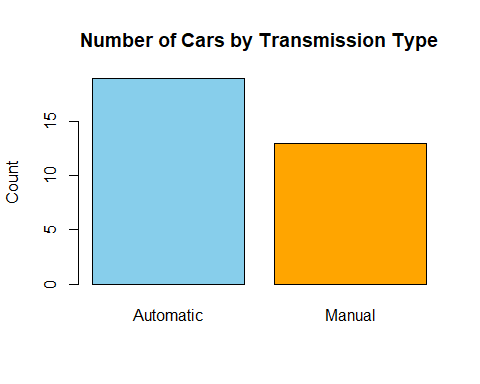 Number of Cars by Transmission Type
Count
15
10
5
0
Automatic
Manual